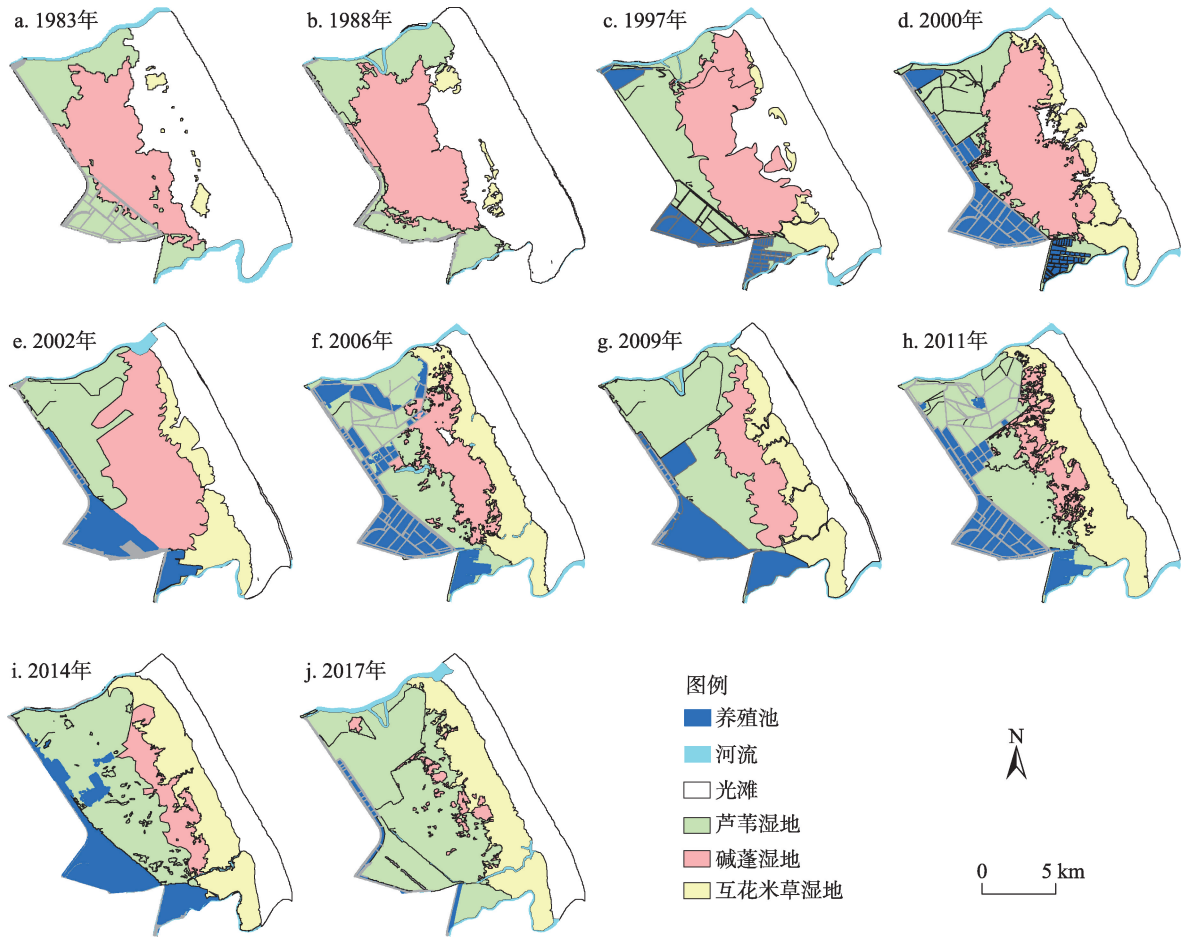 a. 1983年
b. 1988年
c. 1997年
d. 2000年
e. 2002年
f. 2006年
g. 2009年
h. 2011年
i. 2014年
j. 2017年
图例
养殖池
河流
光滩
芦苇湿地
碱蓬湿地
互花米草湿地
N
0 5 km